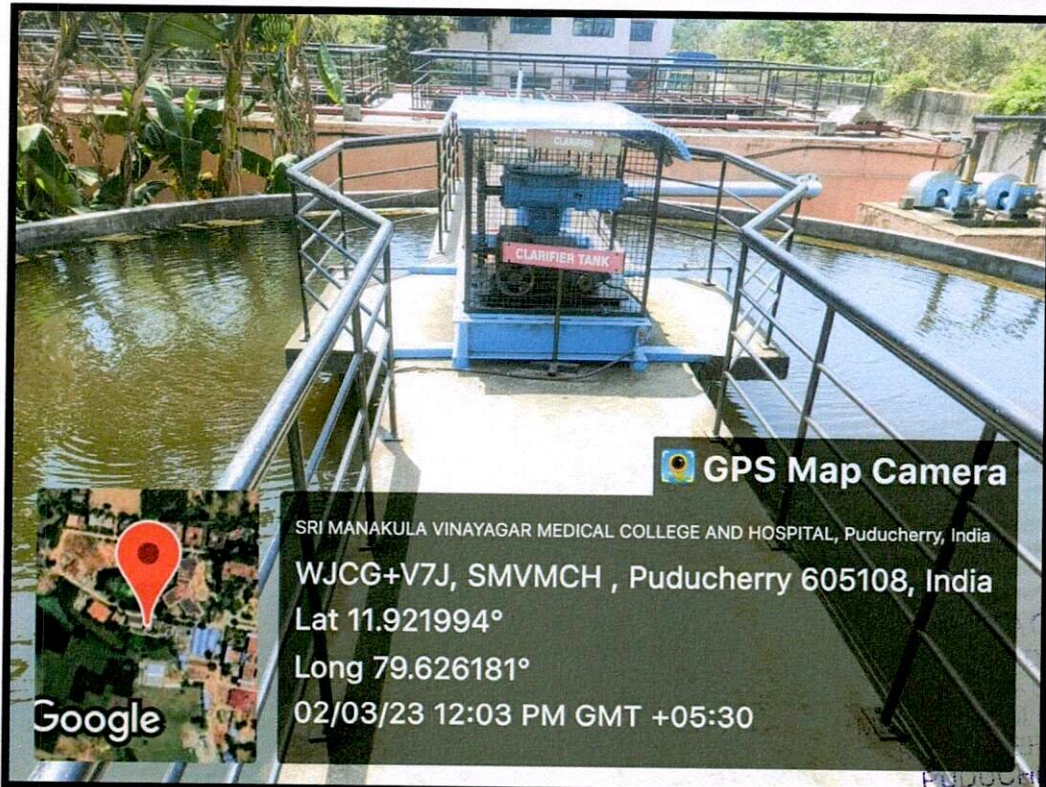 CLARIFIER
CLARIFIER TANK
GPS Map Camera
SRI MANAKULA VINAYAGAR MEDICAL COLLEGE AND HOSPITAL, Puducherry, India
WJCG+V7J, SMVMCH , Puducherry 605108, India
Lat 11.921994°
Long 79.626181°
02/03/23 12:03 PM GMT +05:30
Google